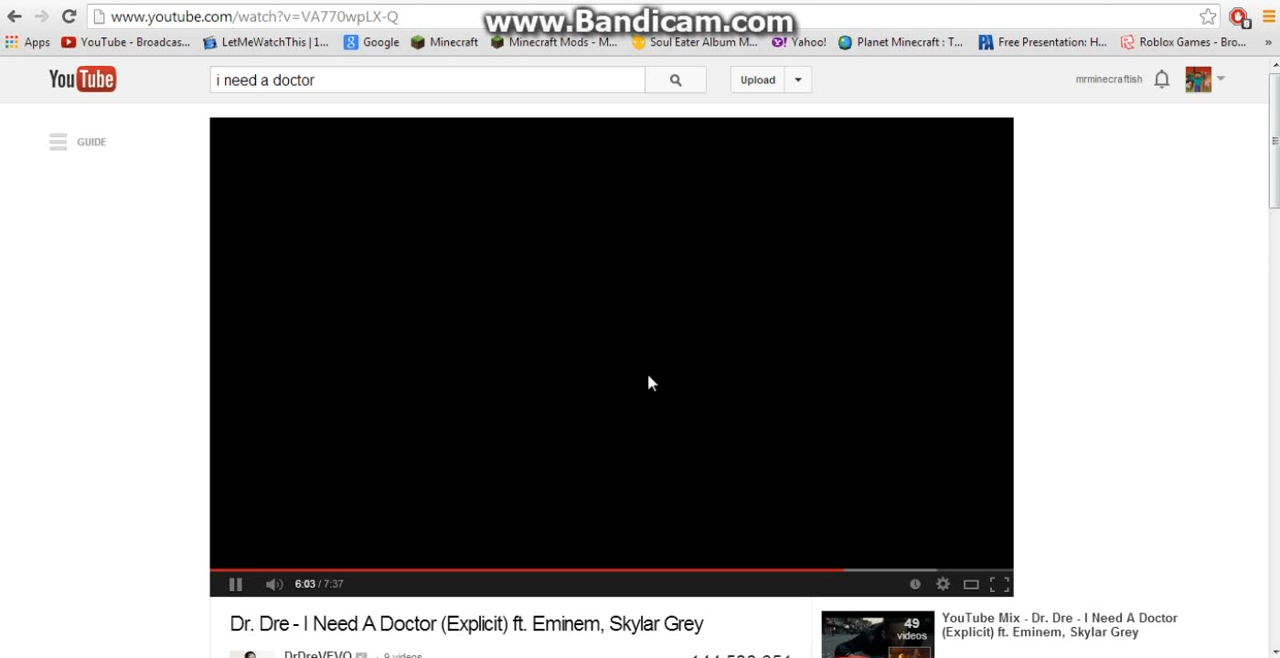 www.youtube.com/watch?v=VA770wpLX-Q
www.Bandicam.com
Apps YouTube - Broadcas... LetMeWatchThis | 1... Google Minecraft Minecraft Mods - M... Soul Eater Album M... Yahoo! Planet Minecraft : T... Free Presentation: H... Roblox Games - Bro... »
YouTube
i need a doctor
Upload
mrminecraftish
GUIDE
6:03 / 7:37
Dr. Dre - I Need A Doctor (Explicit) ft. Eminem, Skylar Grey
49
videos
YouTube Mix - Dr. Dre - I Need A Doctor
(Explicit) ft. Eminem, Skylar Grey
DrDreVEVO · 9 videos